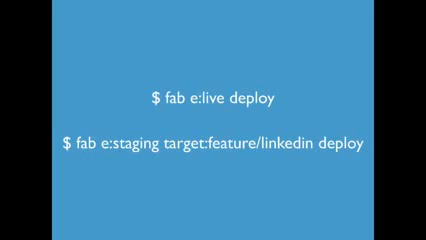 $ fab e:live deploy
$ fab e:staging target:feature/linkedin deploy